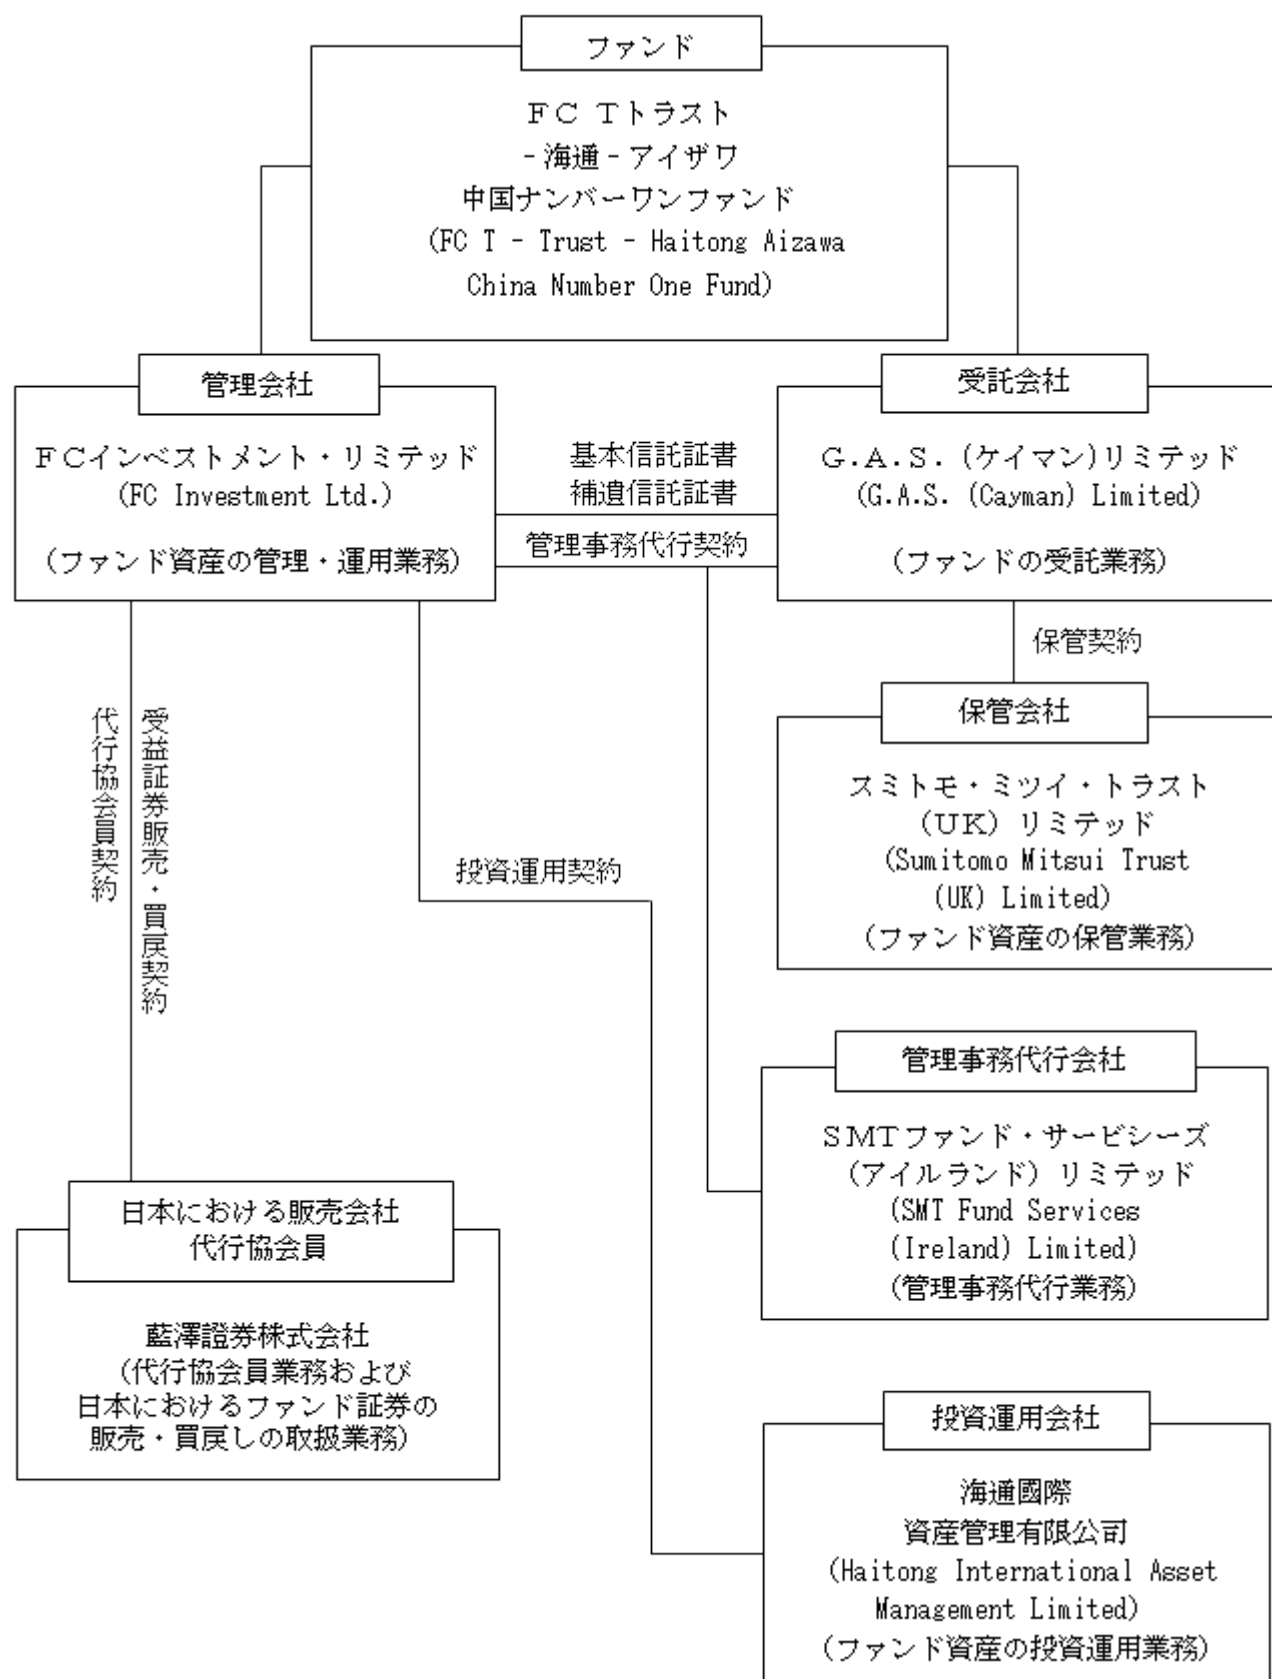 ファンド
ＦＣ Ｔトラスト
-海通-アイザワ
中国ナンバーワンファンド
(FC T - Trust - Haitong Aizawa
China Number One Fund)
管理会社
ＦＣインベストメント・リミテッド
(FC Investment Ltd.)
(ファンド資産の管理・運用業務)
基本信託証書
補遺信託証書
管理事務代行契約
受託会社
Ｇ.Ａ.Ｓ.(ケイマン)リミテッド
(G.A.S. (Cayman) Limited)
(ファンドの受託業務)
保管契約
保管会社
スミトモ・ミツイ・トラスト
(ＵＫ) リミテッド
(Sumitomo Mitsui Trust
(UK) Limited)
(ファンド資産の保管業務)
代行協会員契約
受益証券販売・買戻契約
投資運用契約
管理事務代行会社
ＳＭＴファンド・サービシーズ
(アイルランド) リミテッド
(SMT Fund Services
(Ireland) Limited)
(管理事務代行業務)
日本における販売会社
代行協会員
藍澤證券株式会社
(代行協会員業務および
日本におけるファンド証券の
販売・買戻しの取扱業務)
投資運用会社
海通國際
資産管理有限公司
(Haitong International Asset
Management Limited)
(ファンド資産の投資運用業務)